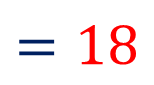 = 18